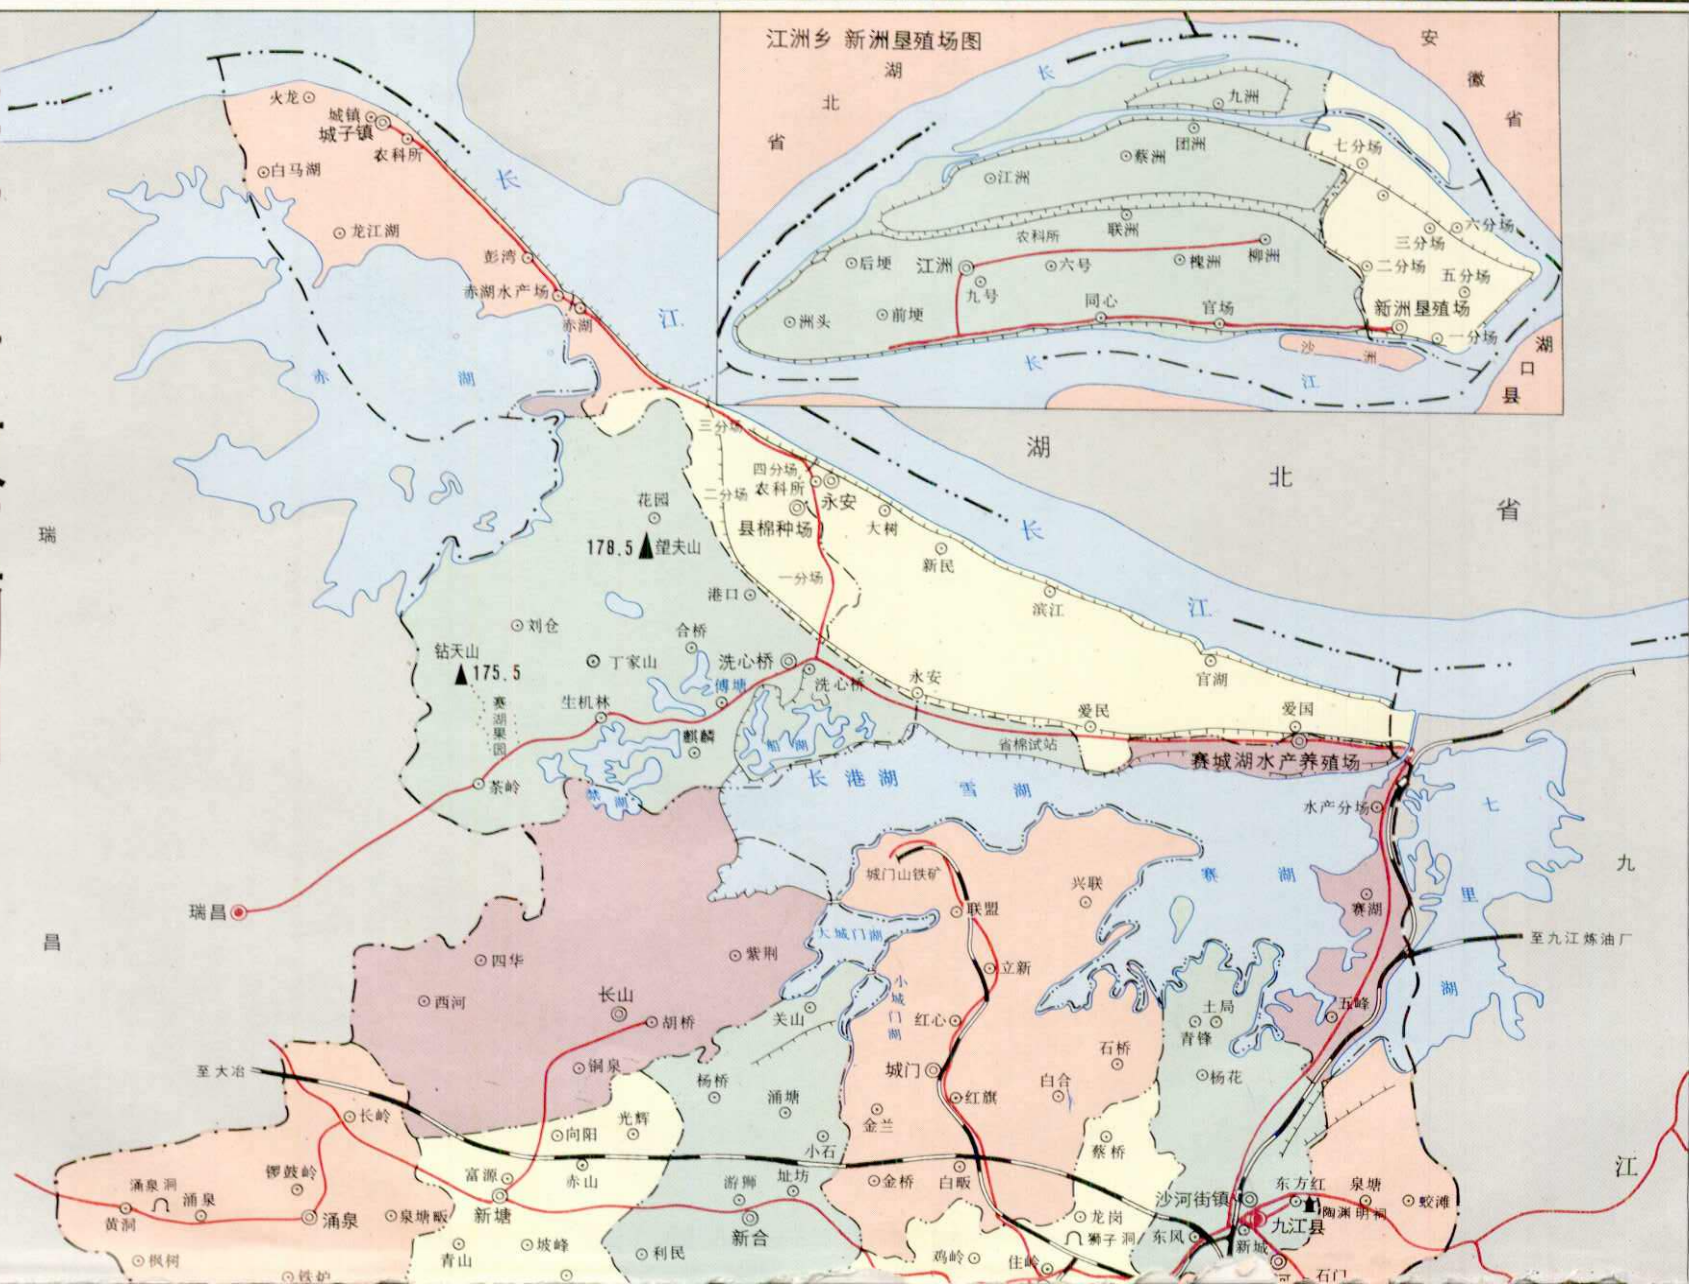 江洲乡 新洲垦殖场图
湖
北
省
安
徽
省
长
九洲
团洲
七分场
蔡洲
江洲
联洲
农科所
六分场
三分场
后埂
江洲
六号
槐洲
柳洲
二分场
五分场
九号
同心
官场
新洲垦殖场
洲头
前埂
一分场
沙洲
长
江
湖
口
县
火龙
城镇
城子镇
农科所
白马湖
长
龙江湖
彭湾
赤湖水产场
赤湖
江
赤
湖
湖
北
省
三分场
四分场
二分场
农科所
永安
花园
县棉种场
大树
长
178.5
望夫山
新民
瑞
一分场
港口
滨江
江
刘仓
合桥
钻天山
175.5
丁家山
洗心桥
洗心桥
永安
官湖
傅塘
赛湖果园
生机林
爱民
爱国
麒麟
船湖
省棉试站
赛城湖水产养殖场
长港湖
雪湖
茶岭
禁湖
水产分场
七
里
湖
城门山铁矿
兴联
赛湖
九
瑞昌
联盟
赛湖
昌
大城门湖
至九江炼油厂
四华
紫荆
立新
小城门湖
西河
长山
胡桥
关山
红心
土局
青锋
五峰
铜泉
石桥
至大冶
杨桥
城门
白合
杨花
长岭
涌塘
红旗
光辉
金兰
向阳
小石
蔡桥
锣鼓岭
富源
赤山
游狮
址坊
金桥
白畈
江
涌泉洞
涌泉
黄洞
涌泉
泉塘畈
新塘
新合
沙河街镇
东方红
泉塘
蛟滩
陶渊明祠
九江县
龙岗
狮子洞
东风
新城
枫树
青山
坡峰
利民
鸡岭
住岭
石门
铁炉